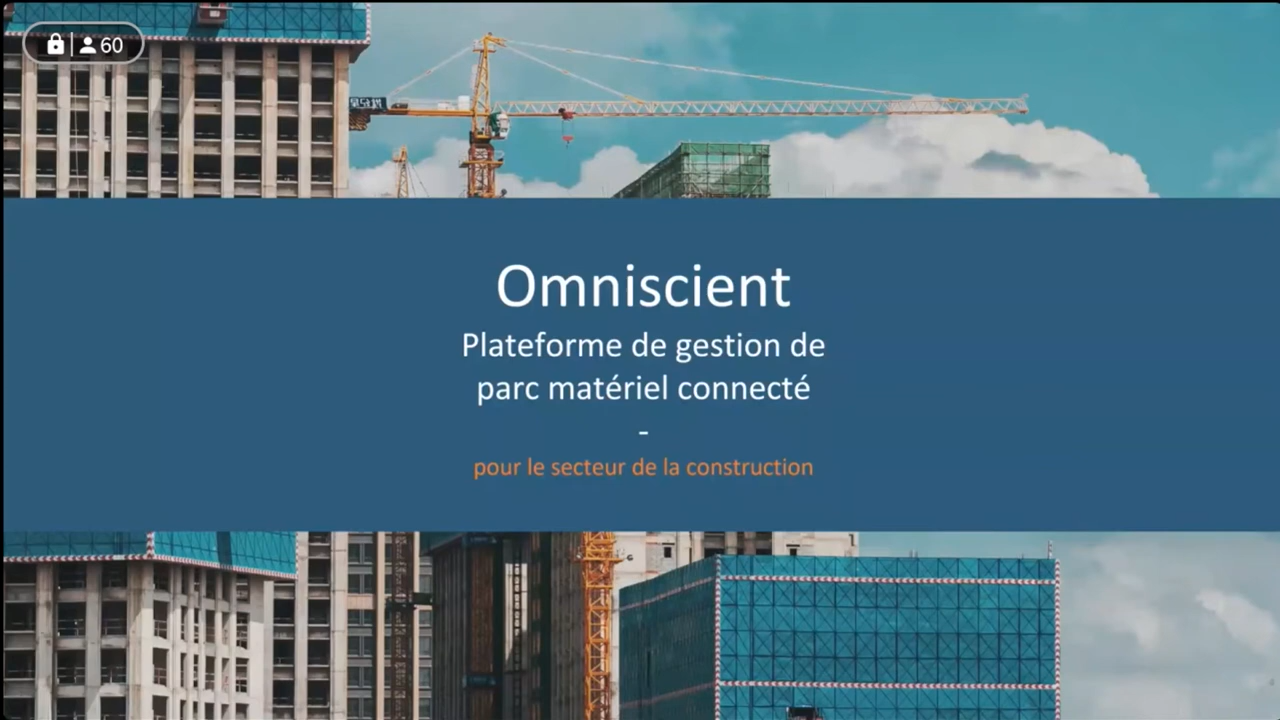 60
Omniscient
Plateforme de gestion de
parc matériel connecté
-
pour le secteur de la construction